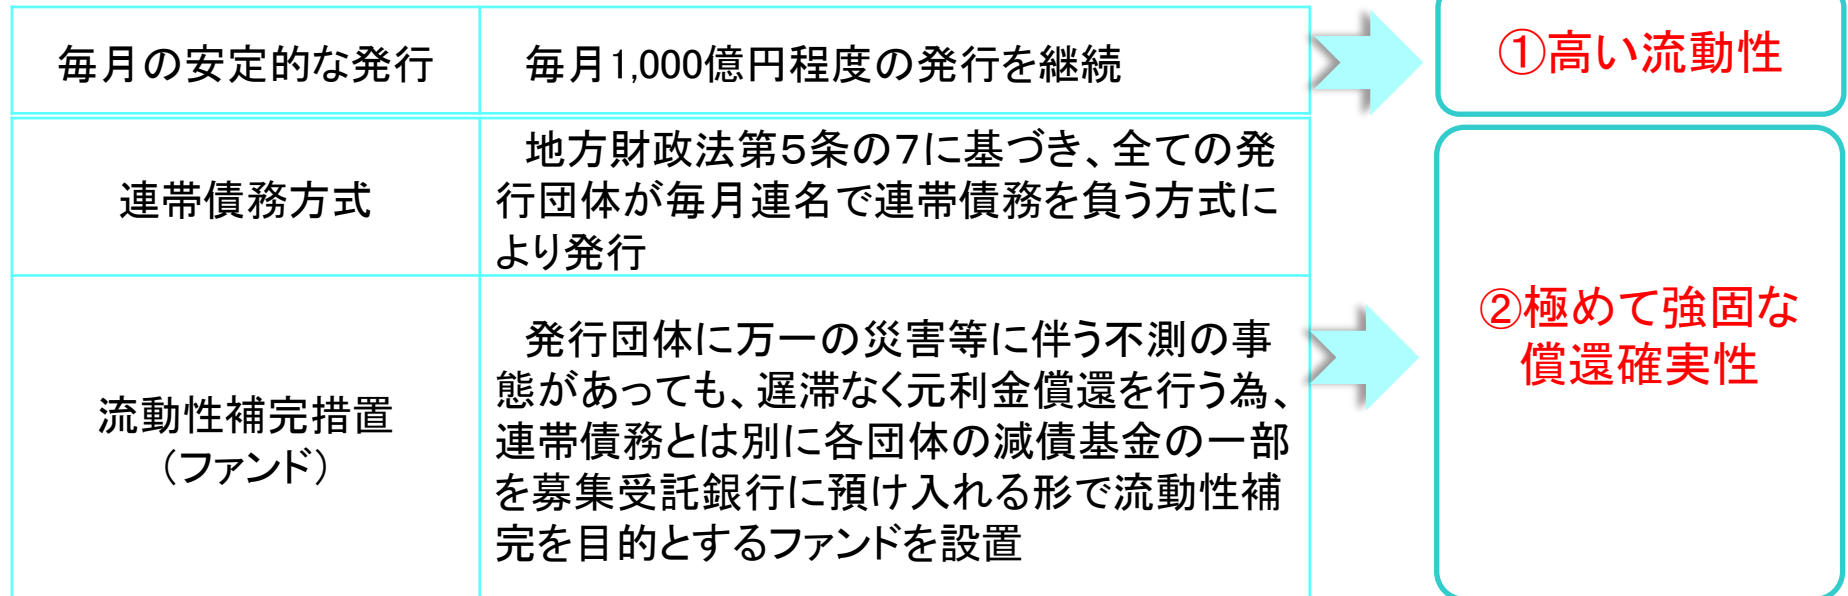 毎月の安定的な発行
毎月1,000億円程度の発行を継続
①高い流動性
連帯債務方式
地方財政法第5条の7に基づき、全ての発
行団体が毎月連名で連帯債務を負う方式に
より発行
流動性補完措置
（ファンド）
発行団体に万一の災害等に伴う不測の事
態があっても、遅滞なく元利金償還を行う為、
連帯債務とは別に各団体の減債基金の一部
を募集受託銀行に預け入れる形で流動性補
完を目的とするファンドを設置
②極めて強固な
償還確実性